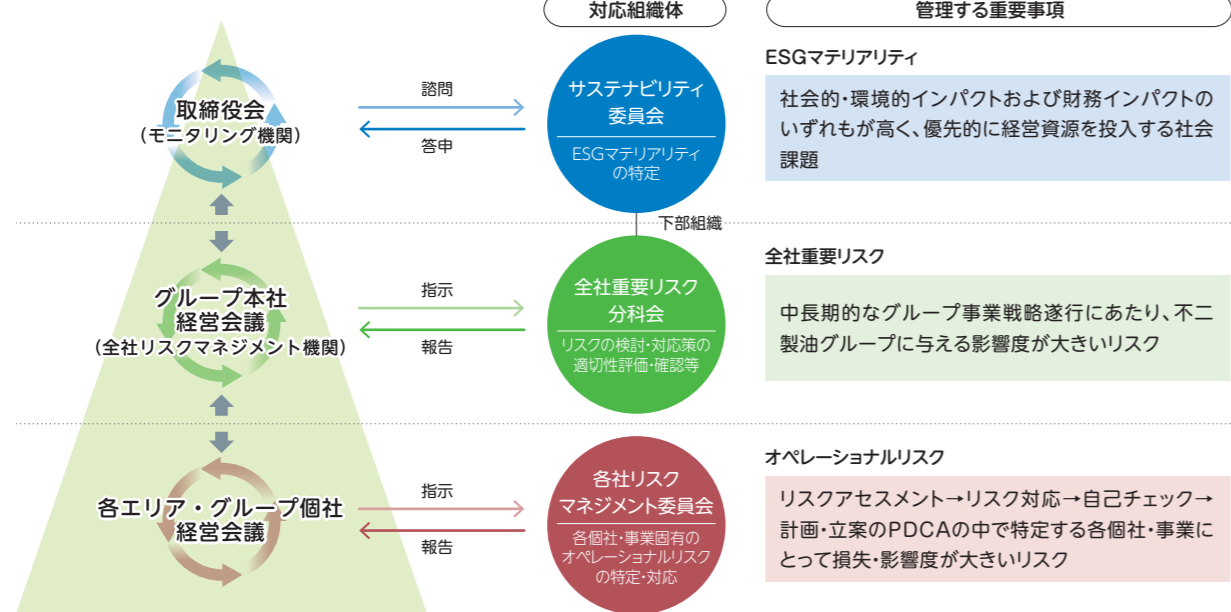 対応組織体
管理する重要事項
取締役会
(モニタリング機関)
諮問
答申
サステナビリティ
委員会
ESGマテリアリティ
の特定
ESGマテリアリティ
社会的・環境的インパクトおよび財務インパクトの
いずれもが高く、優先的に経営資源を投入する社会
課題
下部組織
グループ本社
経営会議
(全社リスクマネジメント機関)
指示
報告
全社重要リスク
分科会
リスクの検討・対応策の
適切性評価・確認等
全社重要リスク
中長期的なグループ事業戦略遂行にあたり、不二
製油グループに与える影響度が大きいリスク
各エリア・グループ個社
経営会議
指示
報告
各社リスク
マネジメント委員会
各個社・事業固有の
オペレーショナルリスク
の特定・対応
オペレーショナルリスク
リスクアセスメント→リスク対応→自己チェック→
計画・立案のPDCAの中で特定する各個社・事業に
とって損失・影響度が大きいリスク